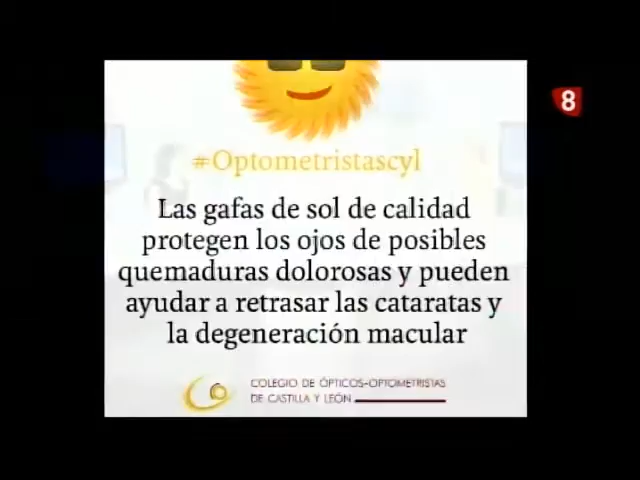 8
#Optometristascyl
Las gafas de sol de calidad
protegen los ojos de posibles
quemaduras dolorosas y pueden
ayudar a retrasar las cataratas y
la degeneración macular
COLEGIO DE ÓPTICOS-OPTOMETRISTAS
DE CASTILLA Y LEÓN